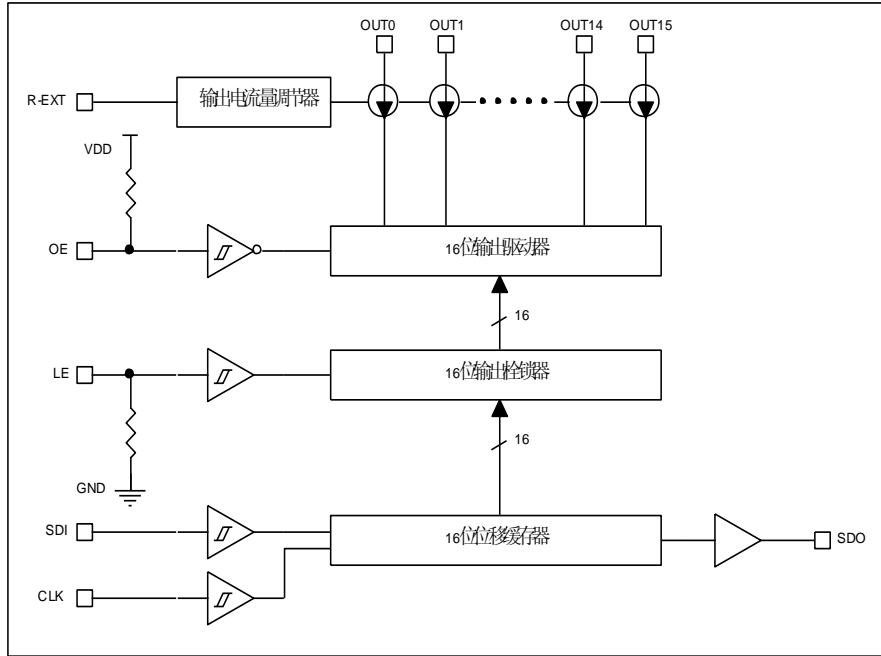 OUT0 OUT1 OUT14 OUT15
R-EXT
输出电流量调节器
VDD
OE
16位输出驱动器
16
LE
16位输出栓锁器
16
GND
SDI
16位位移缓存器
SDO
CLK